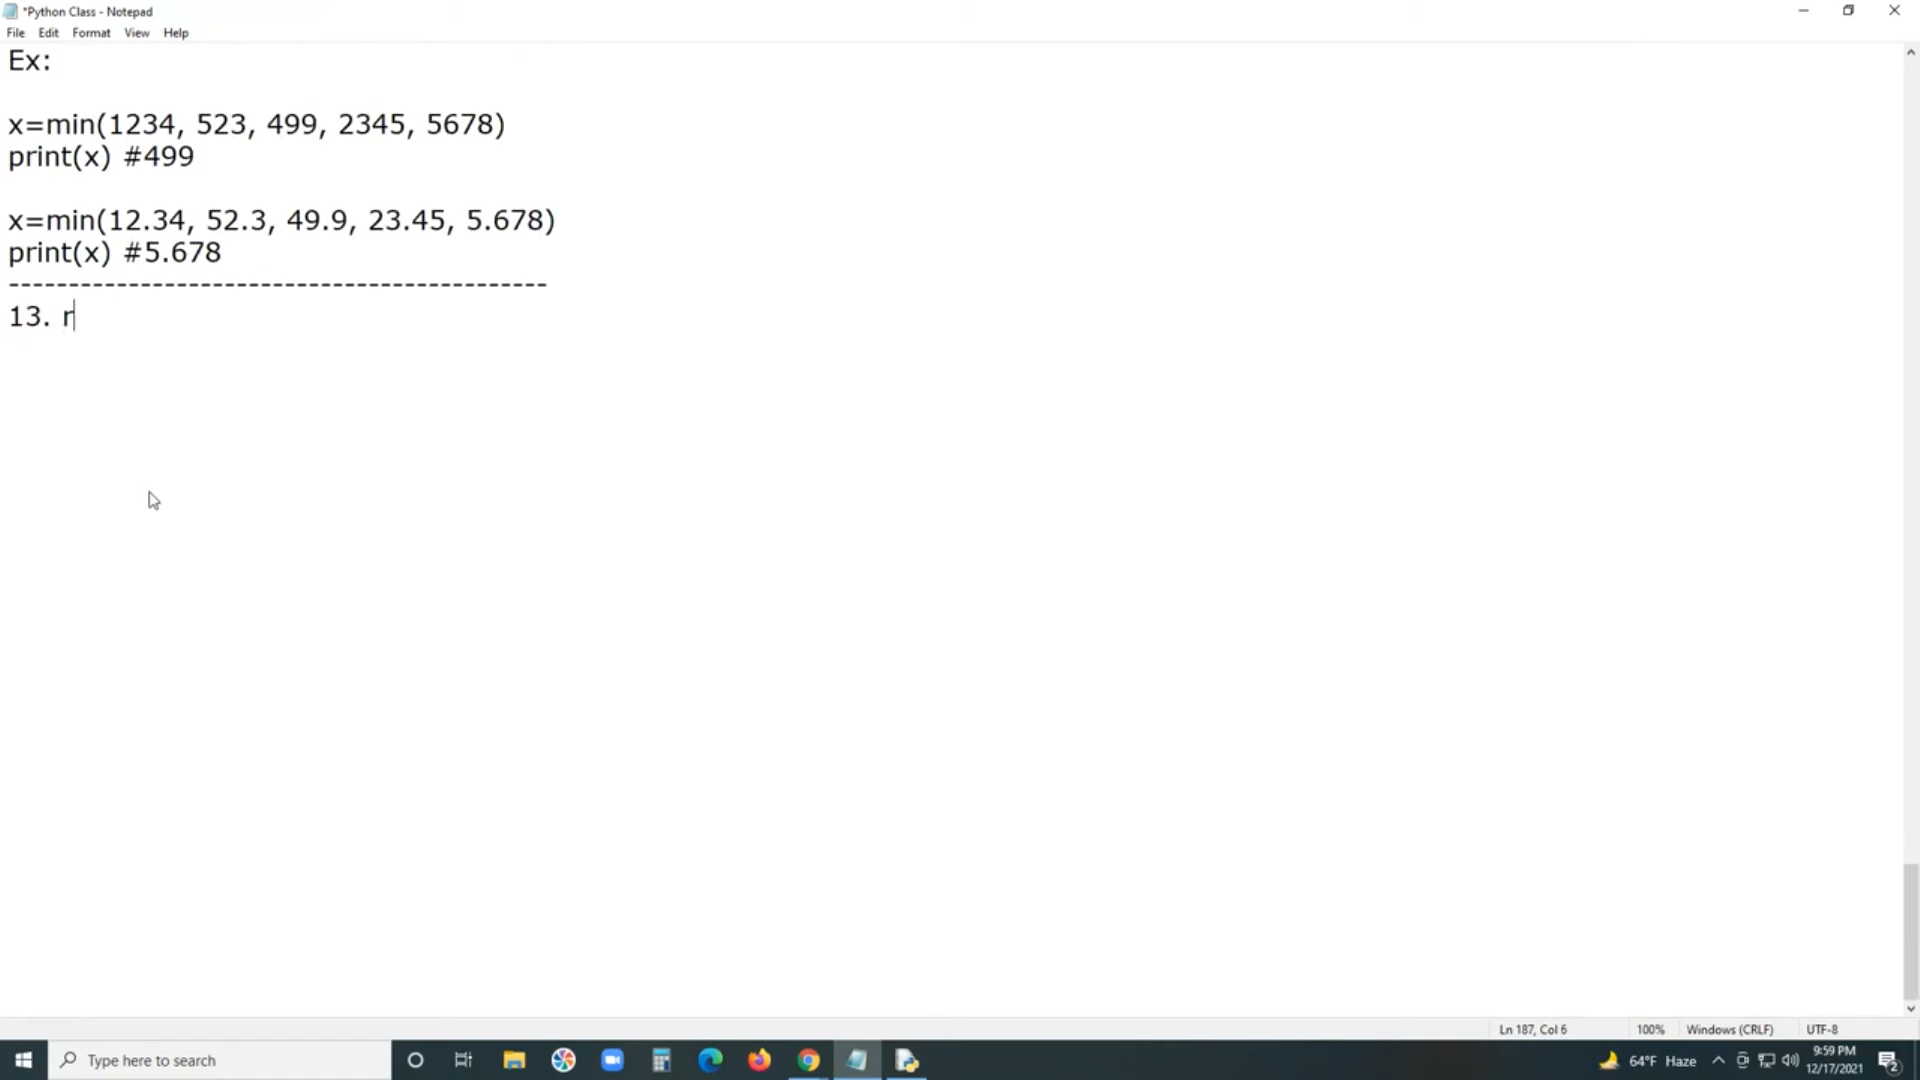 *Python Class - Notepad
File Edit Format View Help
Ex:
x=min(1234, 523, 499, 2345, 5678)
print(x) #499
x=min(12.34, 52.3, 49.9, 23.45, 5.678)
print(x) #5.678
---------------------------------------------
13. r
Ln 187, Col 6 100% Windows (CRLF) UTF-8
Type here to search
64°F Haze
9:59 PM
12/17/2021
2